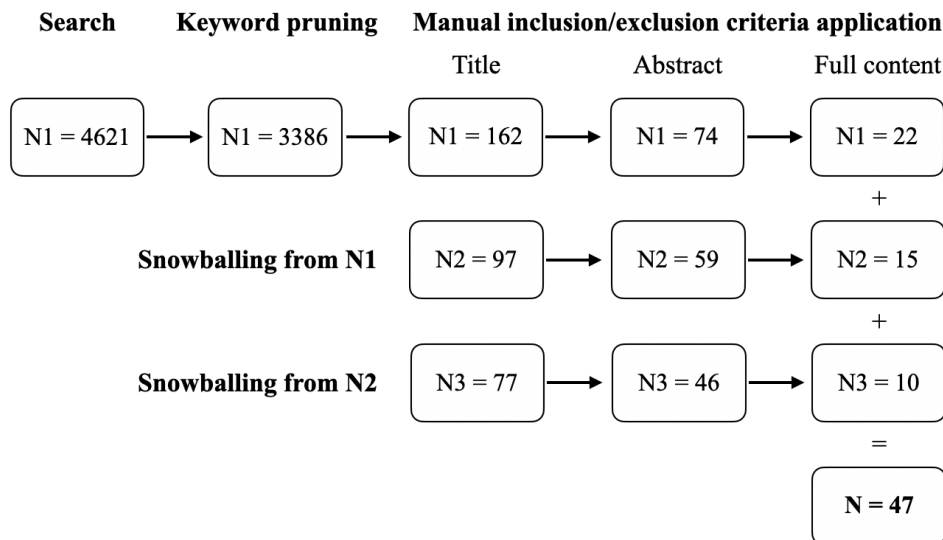 Search Keyword pruning Manual inclusion/exclusion criteria application
Title Abstract Full content
N1 = 4621 N1 = 3386 N1 = 162 N1 = 74 N1 = 22
+
Snowballing from N1 N2 = 97 N2 = 59 N2 = 15
+
Snowballing from N2 N3 = 77 N3 = 46 N3 = 10
=
N = 47